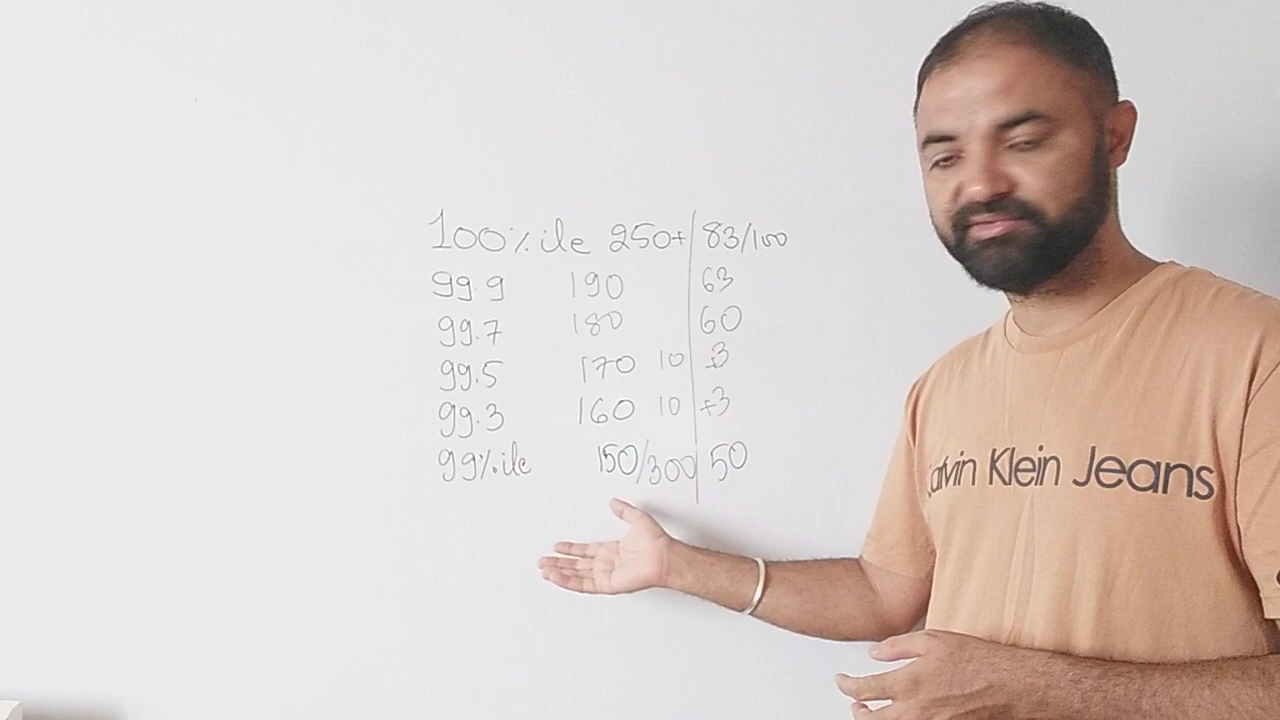 100%ile 250+ 83/100
99.9 190 63
99.7 180 60
99.5 170 10 +3
99.3 160 10 +3
99%ile 150/300 50
Calvin Klein Jeans